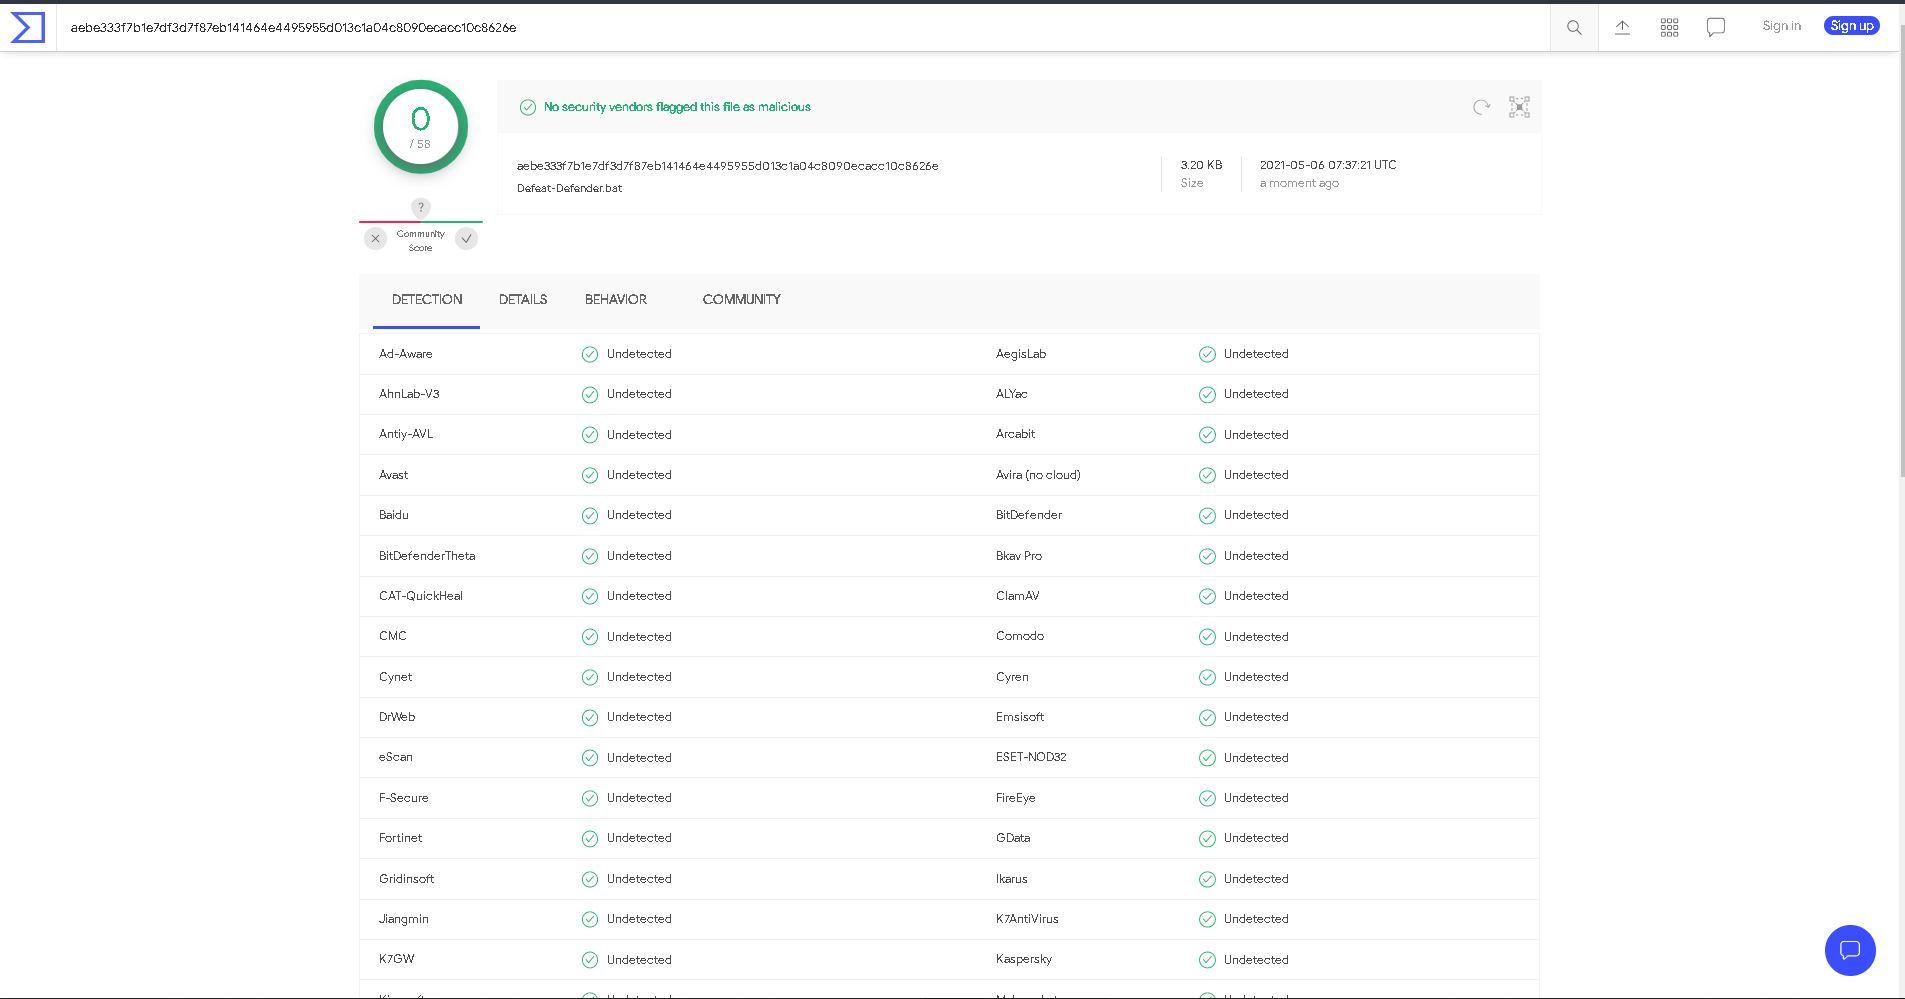 aebe333f7b1e7df3d7f87eb141464e4495955d013c1a04c8090ecacc10c8626e
Sign in
Sign up
0
/ 58
No security vendors flagged this file as malicious
aebe333f7b1e7df3d7f87eb141464e4495955d013c1a04c8090ecacc10c8626e
Defeat-Defender.bat
3.20 KB
Size
2021-05-06 07:37:21 UTC
a moment ago
?
Community
Score
DETECTION DETAILS BEHAVIOR COMMUNITY
Ad-Aware Undetected AegisLab Undetected
AhnLab-V3 Undetected ALYac Undetected
Antiy-AVL Undetected Arcabit Undetected
Avast Undetected Avira (no cloud) Undetected
Baidu Undetected BitDefender Undetected
BitDefenderTheta Undetected Bkav Pro Undetected
CAT-QuickHeal Undetected ClamAV Undetected
CMC Undetected Comodo Undetected
Cynet Undetected Cyren Undetected
DrWeb Undetected Emsisoft Undetected
eScan Undetected ESET-NOD32 Undetected
F-Secure Undetected FireEye Undetected
Fortinet Undetected GData Undetected
Gridinsoft Undetected Ikarus Undetected
Jiangmin Undetected K7AntiVirus Undetected
K7GW Undetected Kaspersky Undetected